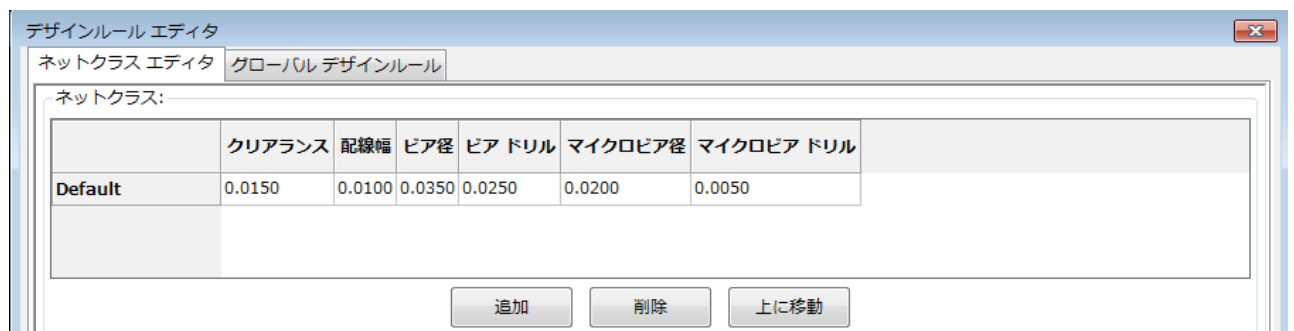 デザインルール エディタ
ネットクラス エディタ グローバル デザインルール
ネットクラス:
クリアランス 配線幅 ビア径 ビア ドリル マイクロビア径 マイクロビア ドリル
Default 0.0150 0.0100 0.0350 0.0250 0.0200 0.0050
追加 削除 上に移動